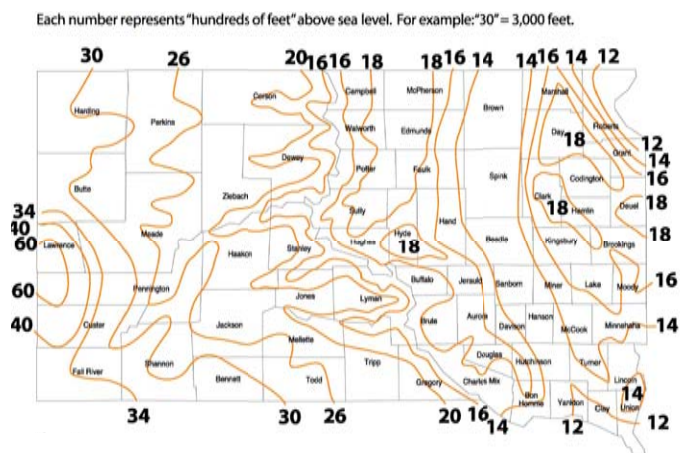 Each number represents "hundreds of feet" above sea level. For example:"30" = 3,000 feet.
30 26 20 16 16 18 18 16 14 14 16 14 12
Corson Campbell McPherson Marshall
Harding Perkins Brown
Walworth Edmunds Day 18 Roberts
12
Grant
14
Dewey Potter Faulk Spink Codington
16
Butte Ziebach Clark
18
Sully 18 Hamlin Deuel
34
Hand
40
Meade Hyde 18
60 Lawrence Haakon Stanley Hughes Beadle Kingsbury Brookings
Buffalo Jerauld Sanborn Miner Lake Moody
18
16
60 Pennington Jones Lyman
40 Custer Jackson Brule Aurora Davison Hanson McCook Minnehaha 14
Mellette
Fall River Shannon Bennett Todd Tripp Gregory Douglas Charles Mix Hutchinson Turner
Lincoln
14
Bon
Homme Yankton Clay Union
34 30 26 20 16 14 12 12